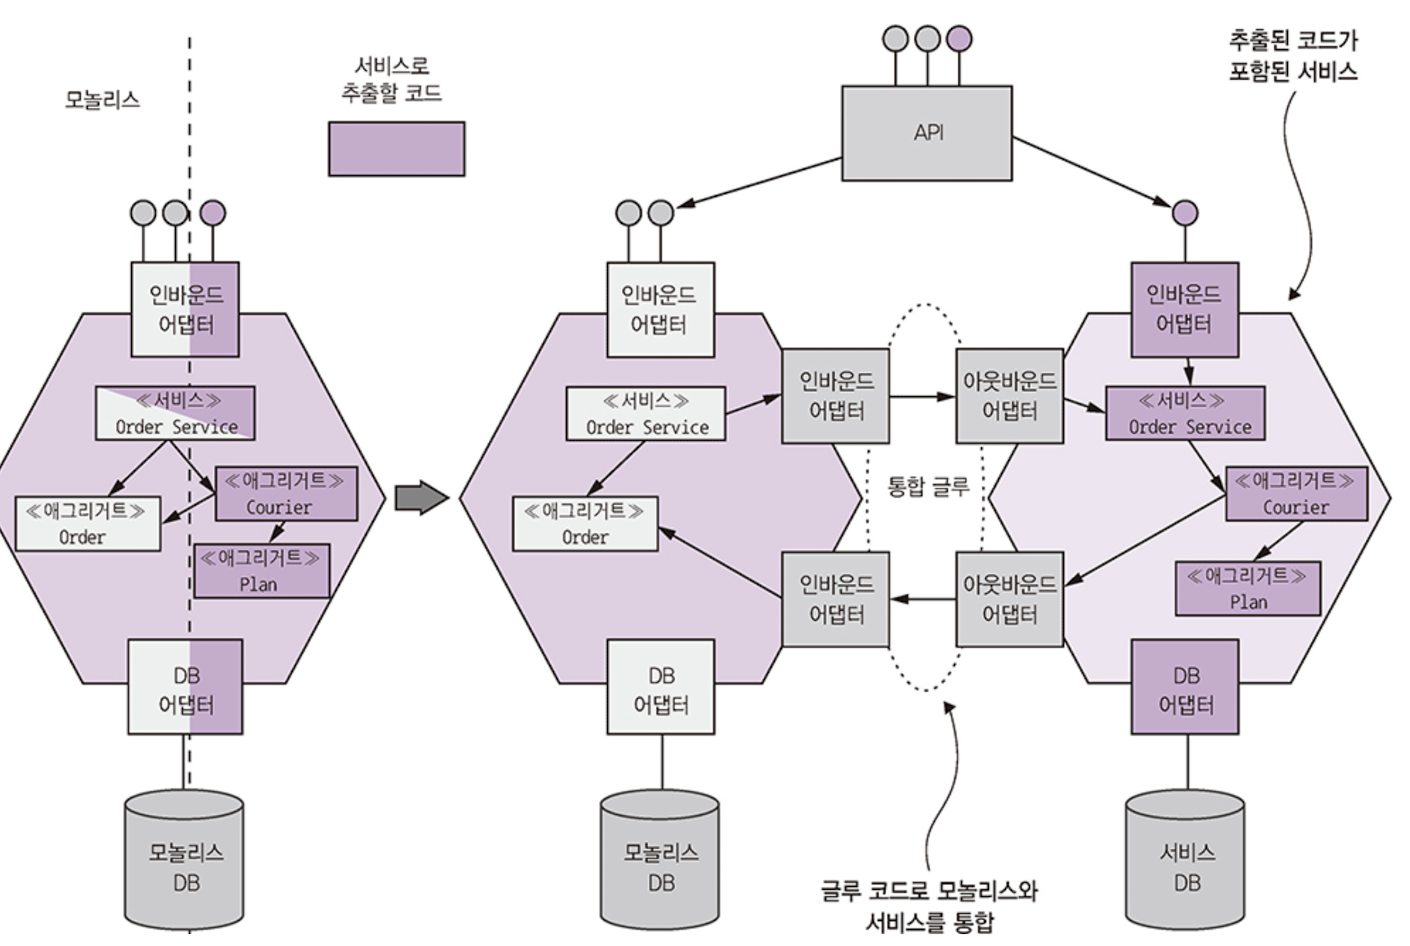 모놀리스
서비스로
추출할 코드
인바운드
어댑터
≪서비스≫
Order Service
≪애그리거트≫
Order
≪애그리거트≫
Courier
≪애그리거트≫
Plan
DB
어댑터
모놀리스
DB
API
추출된 코드가
포함된 서비스
인바운드
어댑터
≪서비스≫
Order Service
≪애그리거트≫
Order
DB
어댑터
모놀리스
DB
인바운드
어댑터
아웃바운드
어댑터
통합 글루
인바운드
어댑터
아웃바운드
어댑터
글루 코드로 모놀리스와
서비스를 통합
인바운드
어댑터
≪서비스≫
Order Service
≪애그리거트≫
Courier
≪애그리거트≫
Plan
DB
어댑터
서비스
DB